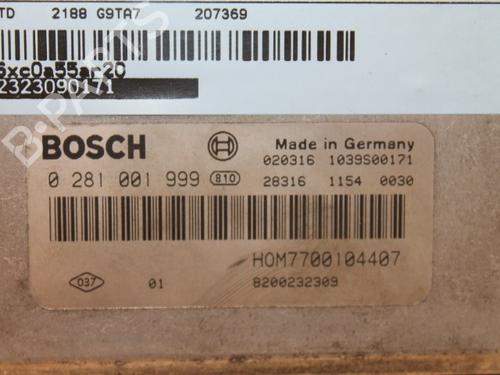 TD 2188 G9TA7 207369
6xc0a55ar20
2323090171
BOSCH
Made in Germany
020316 1039S00171
0 281 001 999 810
28316 1154 0030
HOM7700104407
037 01 8200232309
B-PARTS